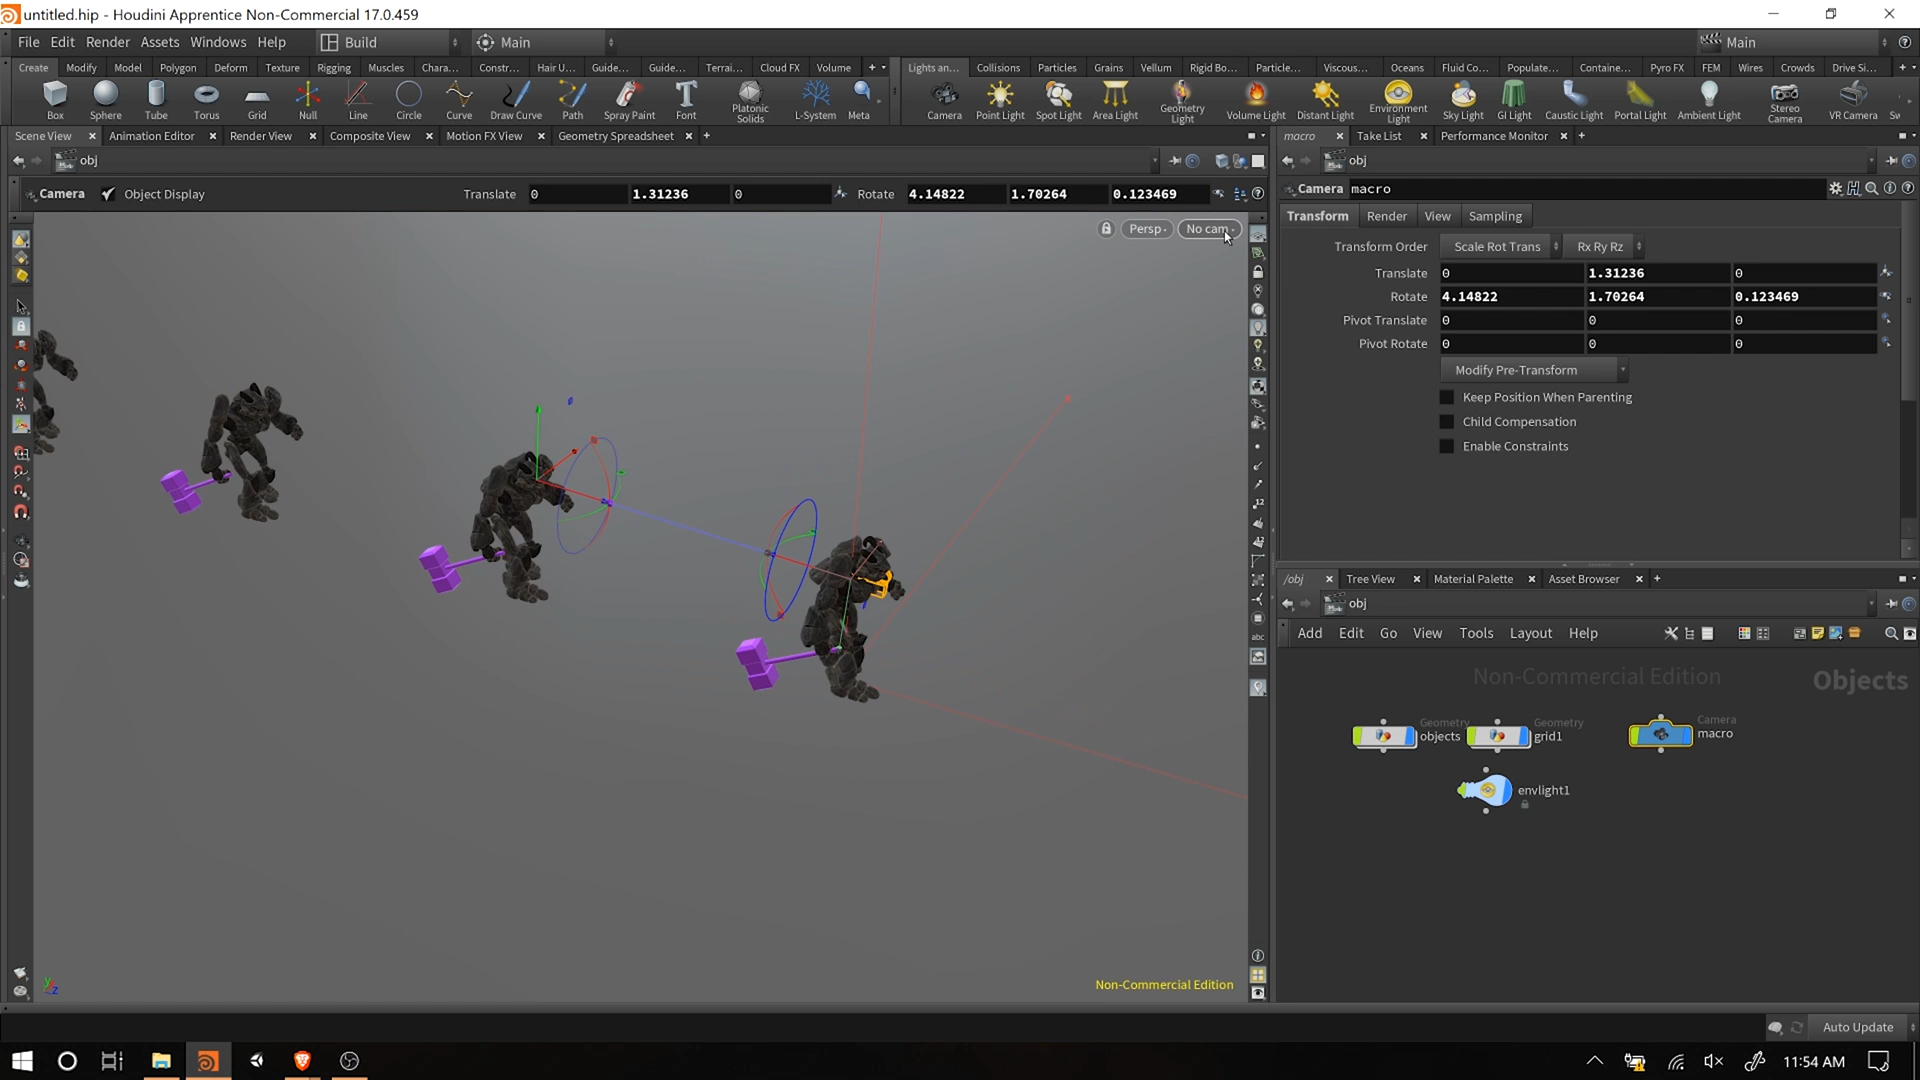 untitled.hip - Houdini Apprentice Non-Commercial 17.0.459
File Edit Render Assets Windows Help Build Main Main
Create Modify Model Polygon Deform Texture Rigging Muscles Chara... Constr... Hair U... Guide... Guide... Terrai... Cloud FX Volume Lights an... Collisions Particles Grains Vellum Rigid Bo... Particle... Viscous... Oceans Fluid Co... Populate... Containe... Pyro FX FEM Wires Crowds Drive Si...
Box Sphere Tube Torus Grid Null Line Circle Curve Draw Curve Path Spray Paint Font Platonic Solids L-System Meta Camera Point Light Spot Light Area Light Geometry Light Volume Light Distant Light Environment Light Sky Light GI Light Caustic Light Portal Light Ambient Light Stereo Camera VR Camera Sw
Scene View Animation Editor Render View Composite View Motion FX View Geometry Spreadsheet macro Take List Performance Monitor
obj obj
Camera Object Display Translate 0 1.31236 0 Rotate 4.14822 1.70264 0.123469
Camera macro
Transform Render View Sampling
Persp No cam
Transform Order Scale Rot Trans Rx Ry Rz
Translate 0 1.31236 0
Rotate 4.14822 1.70264 0.123469
Pivot Translate 0 0 0
Pivot Rotate 0 0 0
Modify Pre-Transform
Keep Position When Parenting
Child Compensation
Enable Constraints
/obj Tree View Material Palette Asset Browser
obj
Add Edit Go View Tools Layout Help
Non-Commercial Edition Objects
Geometry objects
Geometry grid1
Camera macro
envlight1
12
12
abc
y z
Non-Commercial Edition
Auto Update
11:54 AM